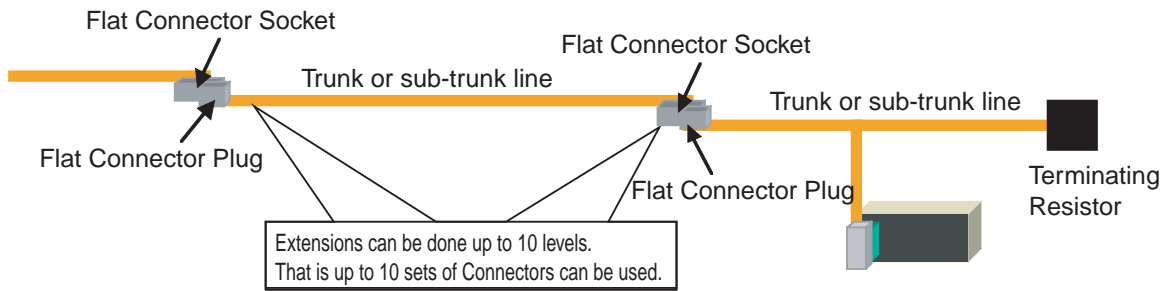 Flat Connector Socket
Flat Connector Socket
Trunk or sub-trunk line
Trunk or sub-trunk line
Flat Connector Plug
Flat Connector Plug
Terminating
Resistor
Extensions can be done up to 10 levels.
That is up to 10 sets of Connectors can be used.